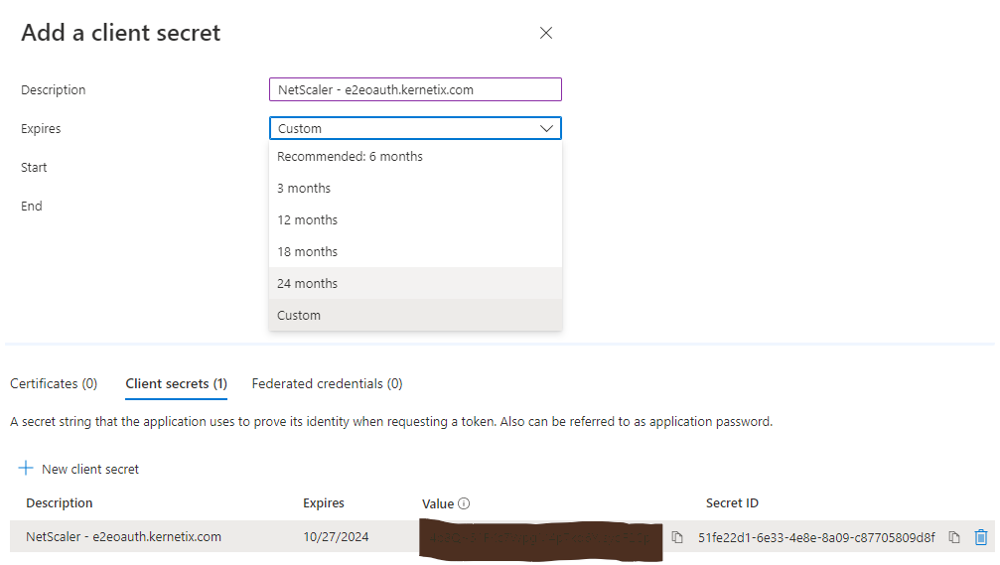 Add a client secret
Description NetScaler - e2eoauth.kernetix.com
Expires Custom
Recommended: 6 months
Start
3 months
End
12 months
18 months
24 months
Custom
Certificates (0) Client secrets (1) Federated credentials (0)
A secret string that the application uses to prove its identity when requesting a token. Also can be referred to as application password.
New client secret
Description Expires Value Secret ID
NetScaler - e2eoauth.kernetix.com 10/27/2024 51fe22d1-6e33-4e8e-8a09-c87705809d8f